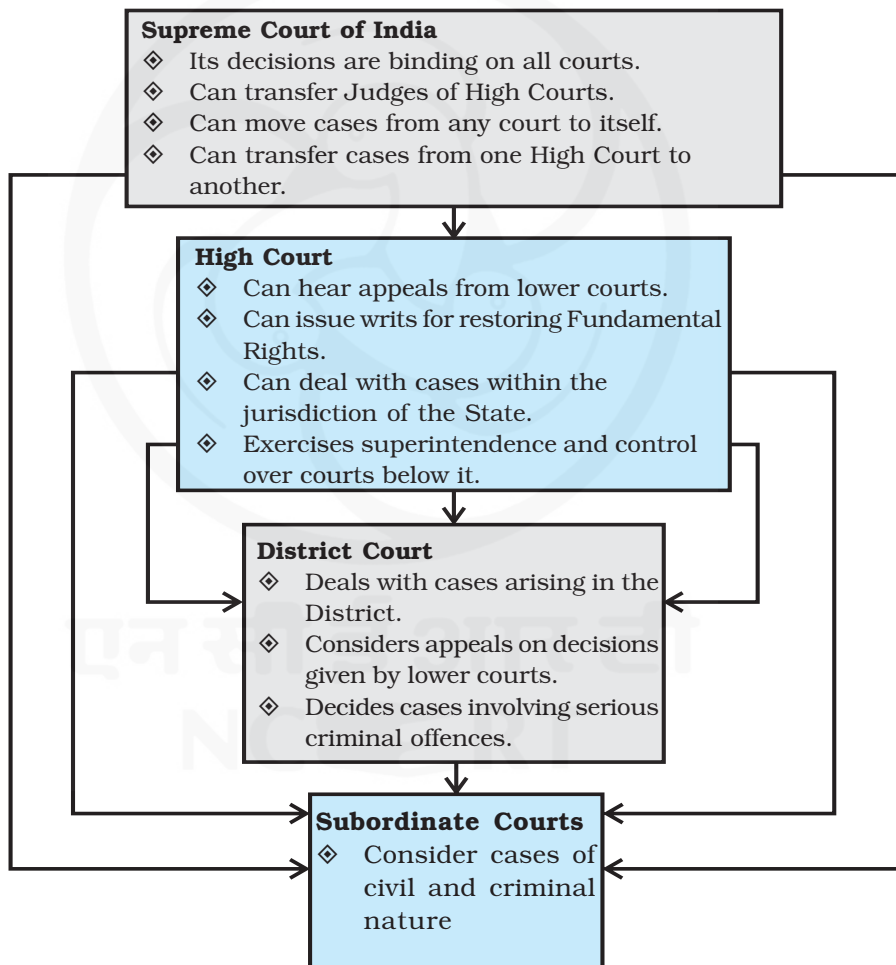 Supreme Court of India
◈ Its decisions are binding on all courts.
◈ Can transfer Judges of High Courts.
◈ Can move cases from any court to itself.
◈ Can transfer cases from one High Court to
another.
High Court
◈ Can hear appeals from lower courts.
◈ Can issue writs for restoring Fundamental
Rights.
◈ Can deal with cases within the
jurisdiction of the State.
◈ Exercises superintendence and control
over courts below it.
District Court
◈ Deals with cases arising in the
District.
◈ Considers appeals on decisions
given by lower courts.
◈ Decides cases involving serious
criminal offences.
एन सी ई आर टी
NCERT
Subordinate Courts
◈ Consider cases of
civil and criminal
nature